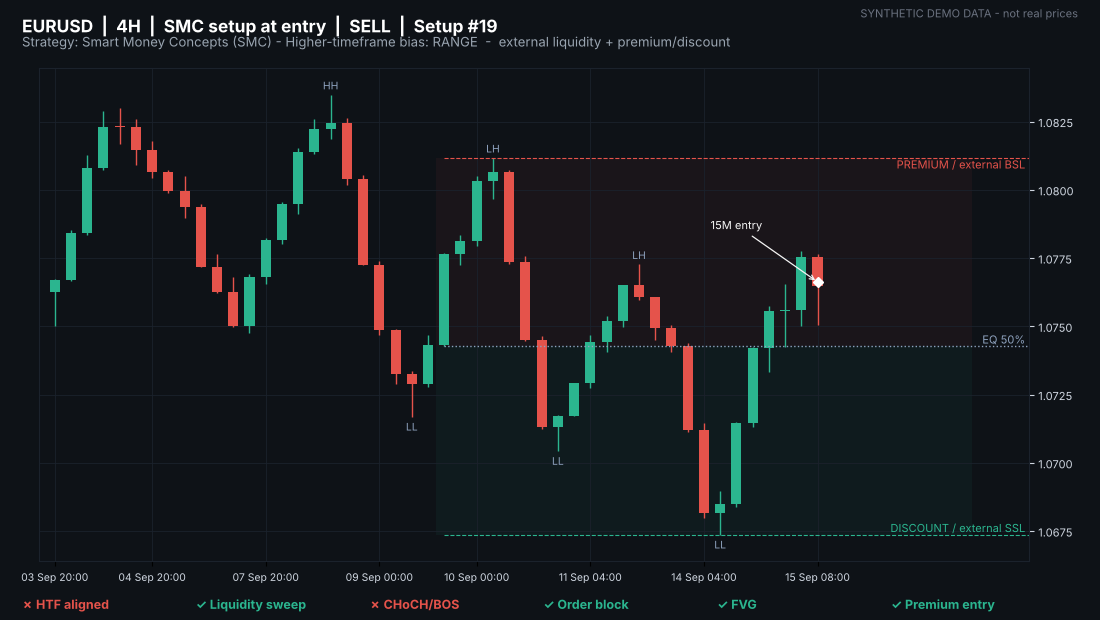 SYNTHETIC DEMO DATA - not real prices
EURUSD | 4H | SMC setup at entry | SELL | Setup #19
Strategy: Smart Money Concepts (SMC) - Higher-timeframe bias: RANGE - external liquidity + premium/discount
HH
1.0825
LH
PREMIUM / external BSL
1.0800
15M entry
LH
1.0775
1.0750
EQ 50%
1.0725
LL
LL
1.0700
DISCOUNT / external SSL
1.0675
LL
03 Sep 20:00 04 Sep 20:00 07 Sep 20:00 09 Sep 00:00 10 Sep 00:00 11 Sep 04:00 14 Sep 04:00 15 Sep 08:00
× HTF aligned ✓ Liquidity sweep × CHoCH/BOS ✓ Order block ✓ FVG ✓ Premium entry